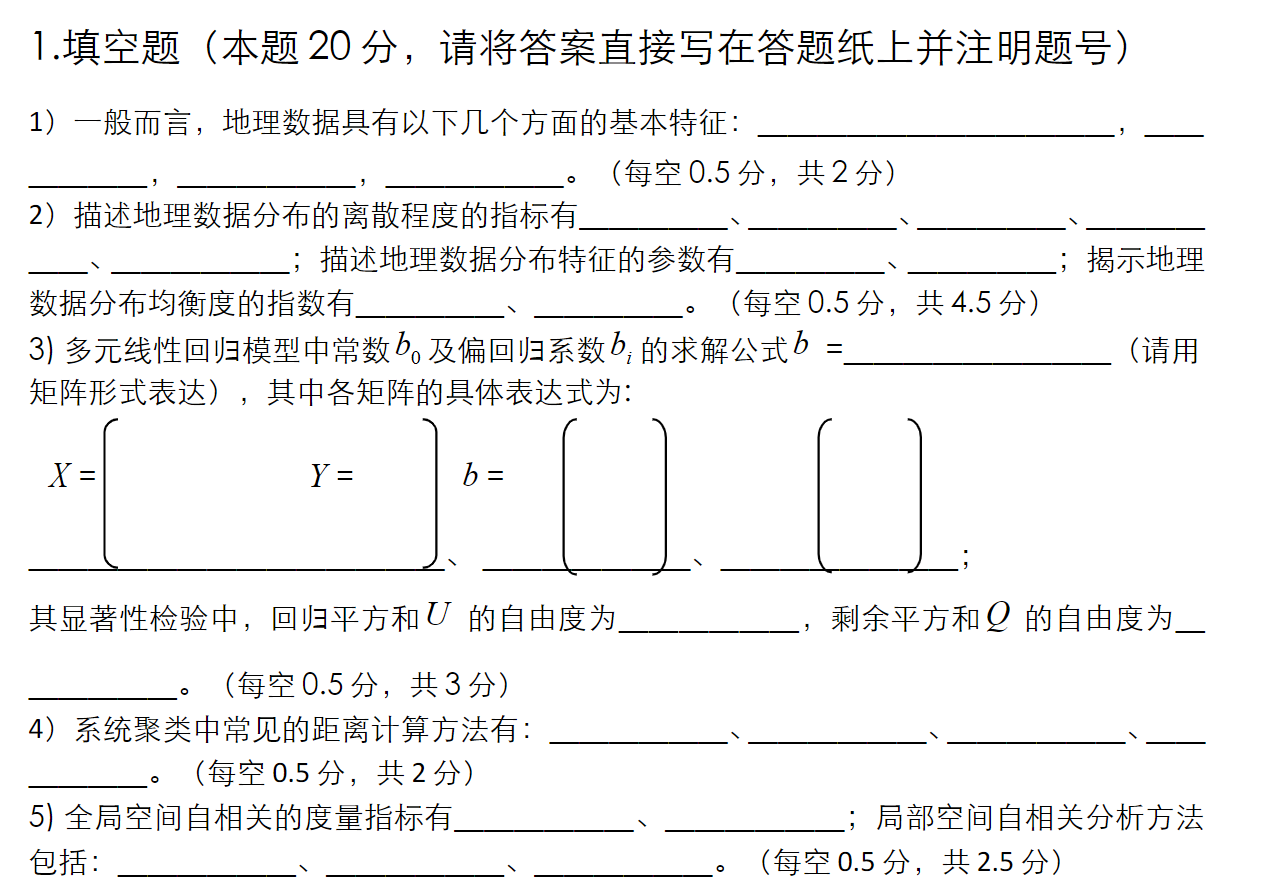 1.填空题（本题 20 分，请将答案直接写在答题纸上并注明题号）
1）一般而言，地理数据具有以下几个方面的基本特征：________________________，____
________，____________，____________。（每空 0.5 分，共 2 分）
2）描述地理数据分布的离散程度的指标有__________、__________、__________、________
____、____________；描述地理数据分布特征的参数有__________、__________；揭示地理
数据分布均衡度的指数有__________、__________。（每空 0.5 分，共 4.5 分）
3) 多元线性回归模型中常数 b0 及偏回归系数 bi 的求解公式 b =__________________（请用
矩阵形式表达），其中各矩阵的具体表达式为:
X = Y = b =
____________________________、______________、________________；
其显著性检验中，回归平方和 U 的自由度为____________，剩余平方和 Q 的自由度为__
__________。（每空 0.5 分，共 3 分）
4）系统聚类中常见的距离计算方法有：____________、____________、____________、____
________。（每空 0.5 分，共 2 分）
5) 全局空间自相关的度量指标有____________、____________；局部空间自相关分析方法
包括：____________、____________、____________。（每空 0.5 分，共 2.5 分）